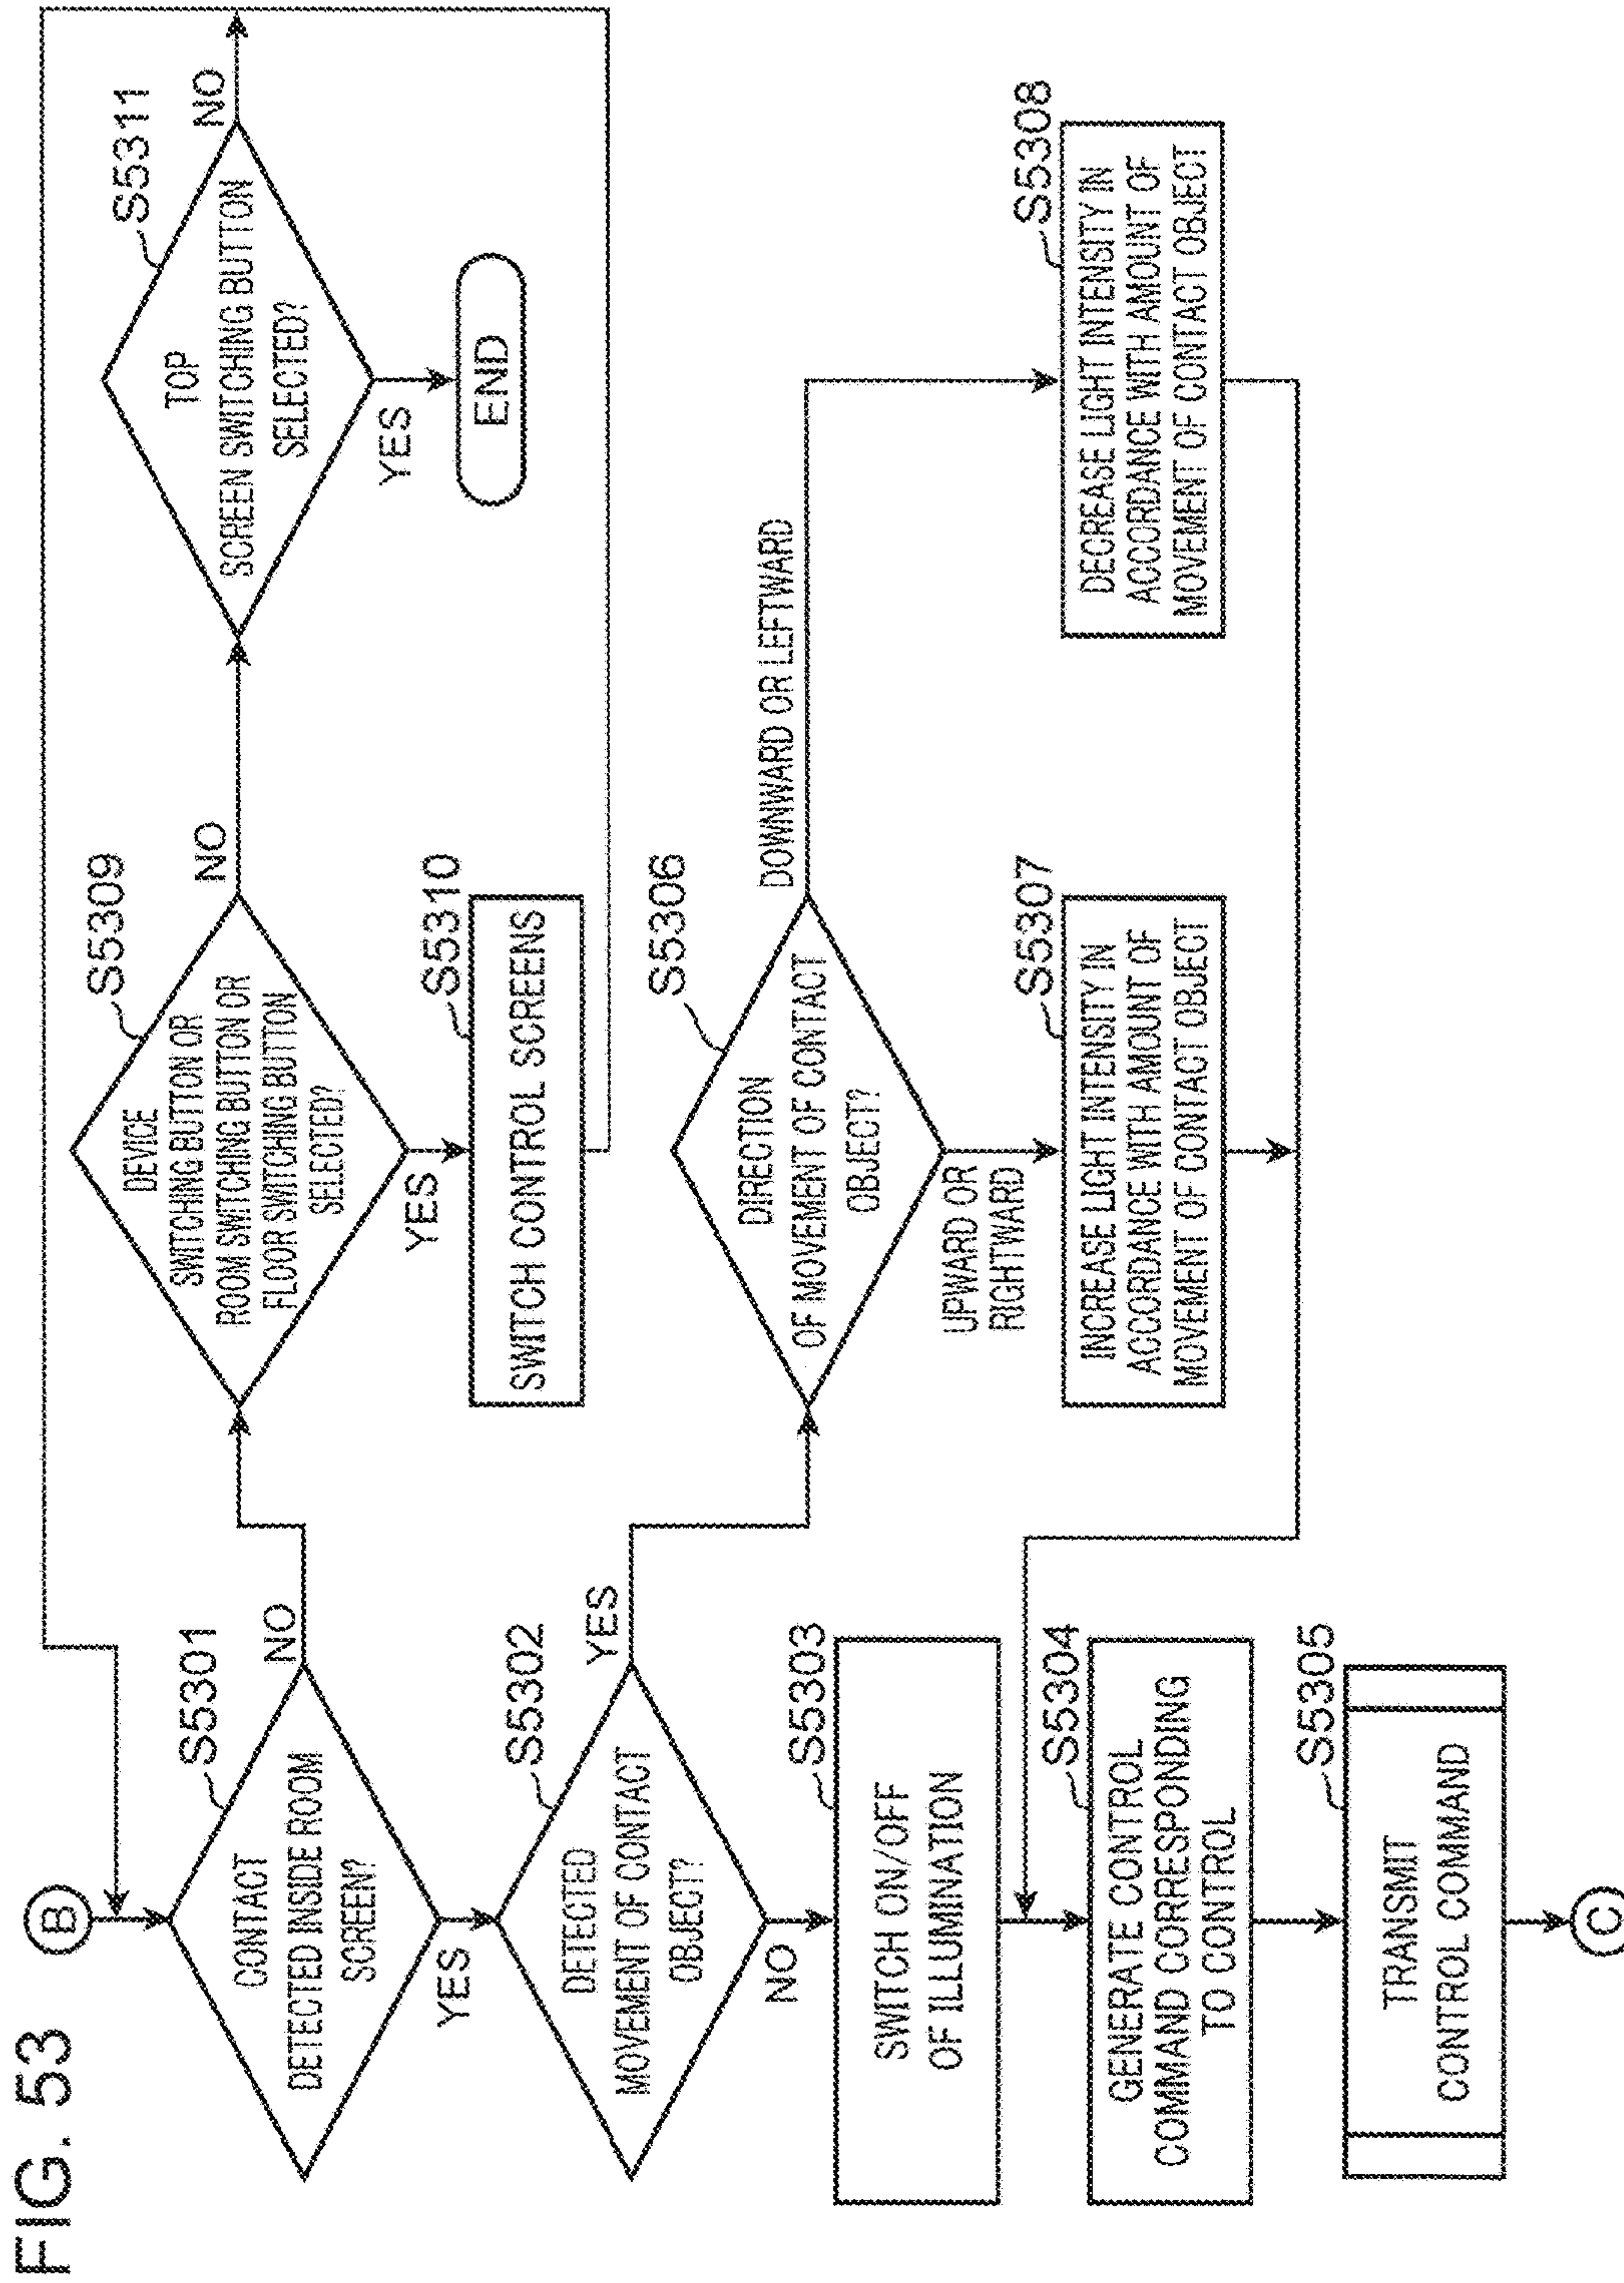 FIG. 53
B
S5301
CONTACT
DETECTED INSIDE ROOM
SCREEN?
NO
YES
S5302
DETECTED
MOVEMENT OF CONTACT
OBJECT?
YES
NO
S5303
SWITCH ON/OFF
OF ILLUMINATION
S5304
GENERATE CONTROL
COMMAND CORRESPONDING
TO CONTROL
S5305
TRANSMIT
CONTROL COMMAND
C
S5309
DEVICE
SWITCHING BUTTON OR
ROOM SWITCHING BUTTON OR
FLOOR SWITCHING BUTTON
SELECTED?
NO
YES
S5310
SWITCH CONTROL SCREENS
S5306
DIRECTION
OF MOVEMENT OF CONTACT
OBJECT?
DOWNWARD OR LEFTWARD
UPWARD OR
RIGHTWARD
S5307
INCREASE LIGHT INTENSITY IN
ACCORDANCE WITH AMOUNT OF
MOVEMENT OF CONTACT OBJECT
S5311
TOP
SCREEN SWITCHING BUTTON
SELECTED?
NO
YES
END
S5308
DECREASE LIGHT INTENSITY IN
ACCORDANCE WITH AMOUNT OF
MOVEMENT OF CONTACT OBJECT